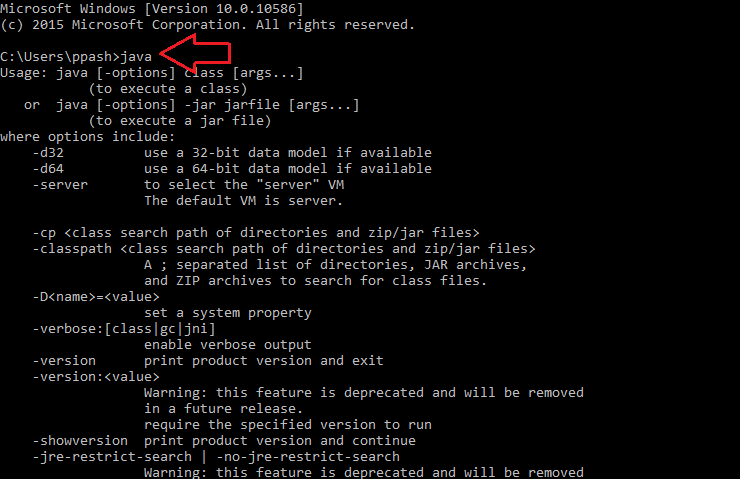 Microsoft Windows [Version 10.0.10586]
(c) 2015 Microsoft Corporation. All rights reserved.
C:\Users\ppash>java
Usage: java [-options] class [args...]
(to execute a class)
or java [-options] -jar jarfile [args...]
(to execute a jar file)
where options include:
-d32 use a 32-bit data model if available
-d64 use a 64-bit data model if available
-server to select the "server" VM
The default VM is server.
-cp <class search path of directories and zip/jar files>
-classpath <class search path of directories and zip/jar files>
A ; separated list of directories, JAR archives,
and ZIP archives to search for class files.
-D<name>=<value>
set a system property
-verbose:[class|gc|jni]
enable verbose output
-version print product version and exit
-version:<value>
Warning: this feature is deprecated and will be removed
in a future release.
require the specified version to run
-showversion print product version and continue
-jre-restrict-search | -no-jre-restrict-search
Warning: this feature is deprecated and will be removed